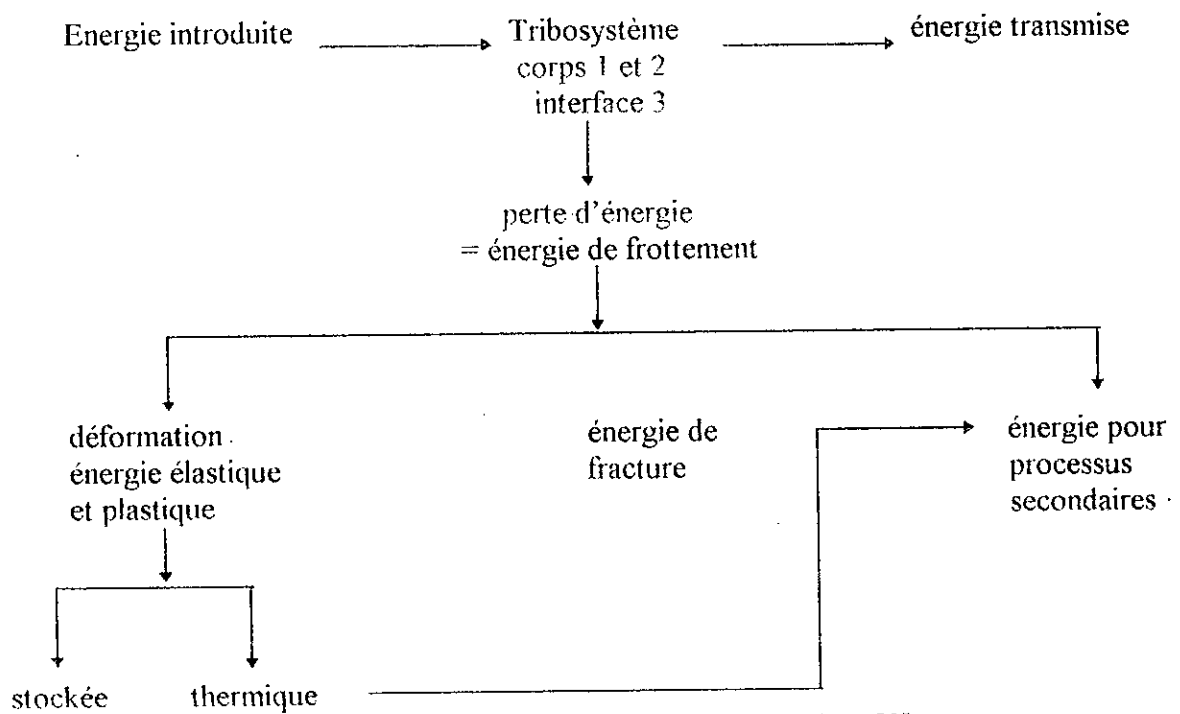 Energie introduite
Tribosystème
corps 1 et 2
interface 3
énergie transmise
perte d'énergie
= énergie de frottement
déformation
énergie élastique
et plastique
énergie de
fracture
énergie pour
processus
secondaires
stockée
thermique